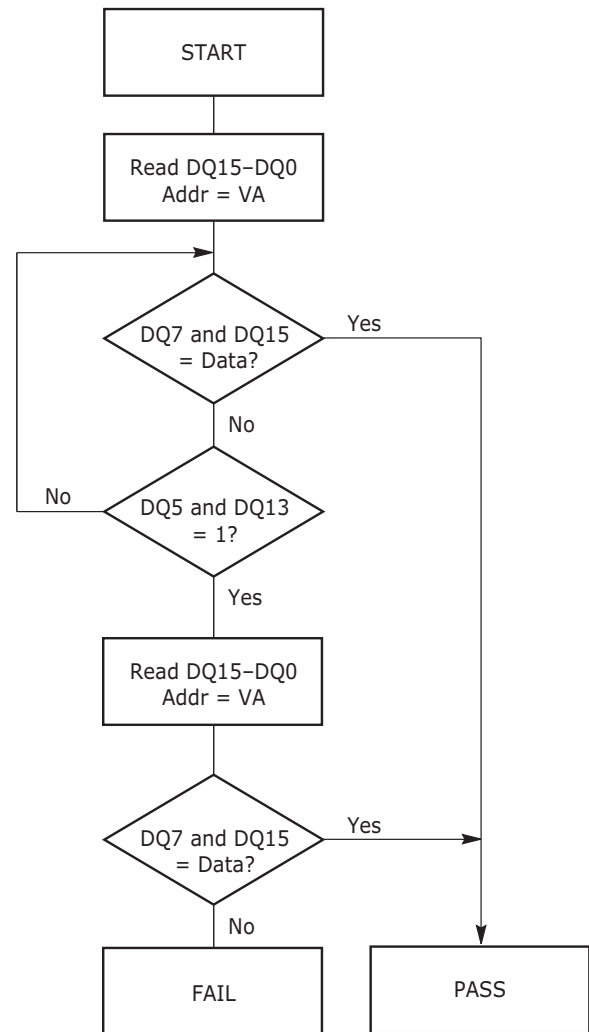 START
Read DQ15–DQ0
Addr = VA
DQ7 and DQ15
= Data?
Yes
No
DQ5 and DQ13
= 1?
No
Yes
Read DQ15–DQ0
Addr = VA
DQ7 and DQ15
= Data?
Yes
No
FAIL
PASS